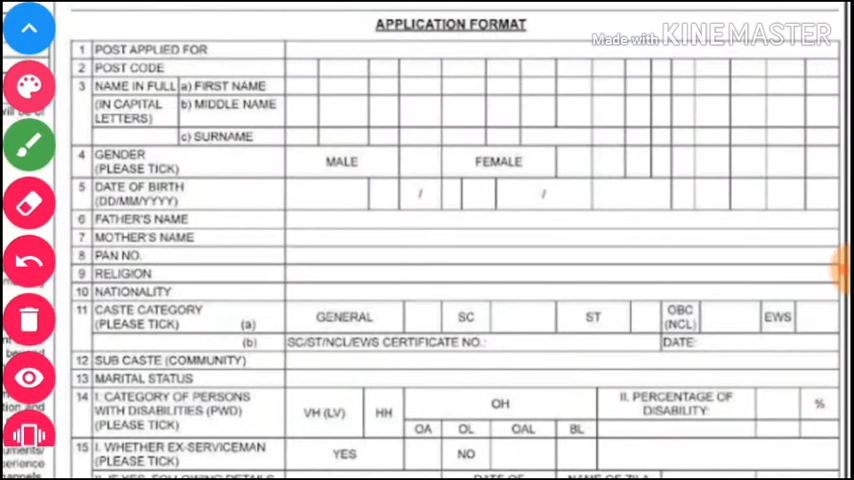 APPLICATION FORMAT
Made with KINEMASTER
1 POST APPLIED FOR
2 POST CODE
3 NAME IN FULL a) FIRST NAME
(IN CAPITAL b) MIDDLE NAME
LETTERS)
c) SURNAME
4 GENDER
(PLEASE TICK) MALE FEMALE
5 DATE OF BIRTH
(DD/MM/YYYY) / /
6 FATHER'S NAME
7 MOTHER'S NAME
8 PAN NO.
9 RELIGION
10 NATIONALITY
11 CASTE CATEGORY
(PLEASE TICK) (a) GENERAL SC ST OBC (NCL) EWS
(b) SC/ST/NCL/EWS CERTIFICATE NO.: DATE:
12 SUB CASTE (COMMUNITY)
13 MARITAL STATUS
14 I. CATEGORY OF PERSONS
WITH DISABILITIES (PWD)
(PLEASE TICK) VH (LV) HH OH II. PERCENTAGE OF
DISABILITY: %
OA OL OAL BL
15 I. WHETHER EX-SERVICEMAN
(PLEASE TICK) YES NO